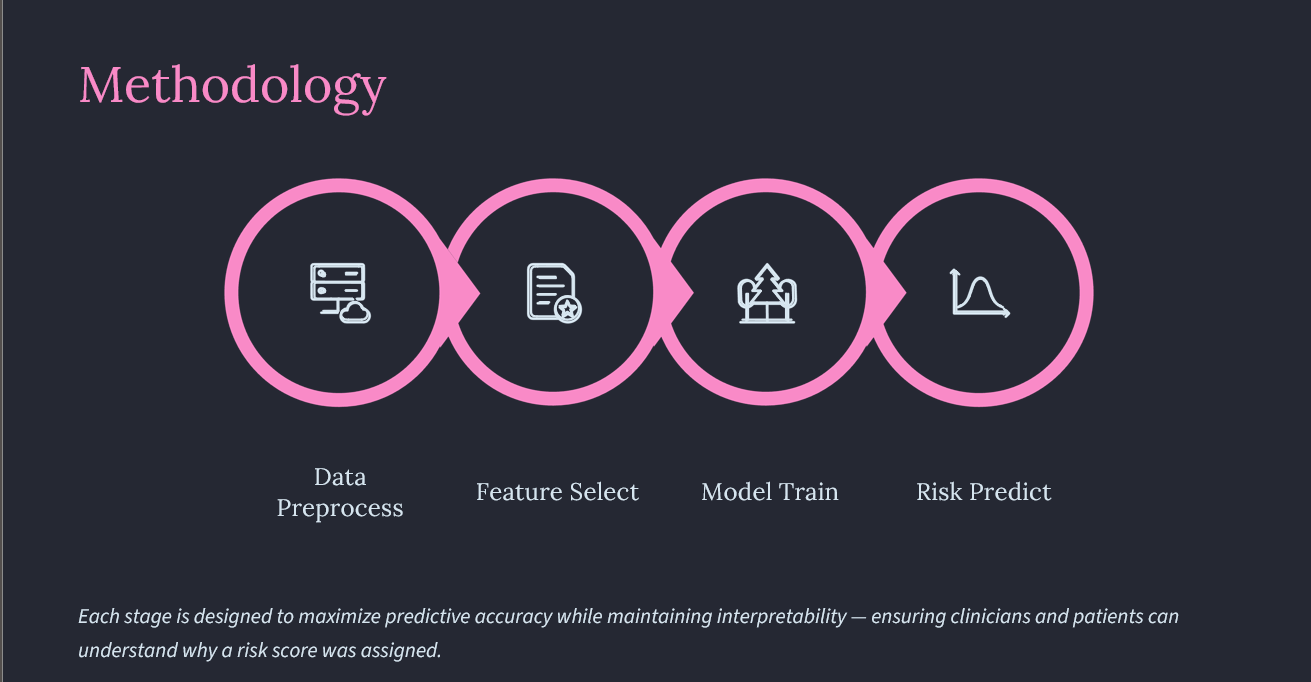 Methodology
Data
Preprocess
Feature Select
Model Train
Risk Predict
Each stage is designed to maximize predictive accuracy while maintaining interpretability — ensuring clinicians and patients can
understand why a risk score was assigned.